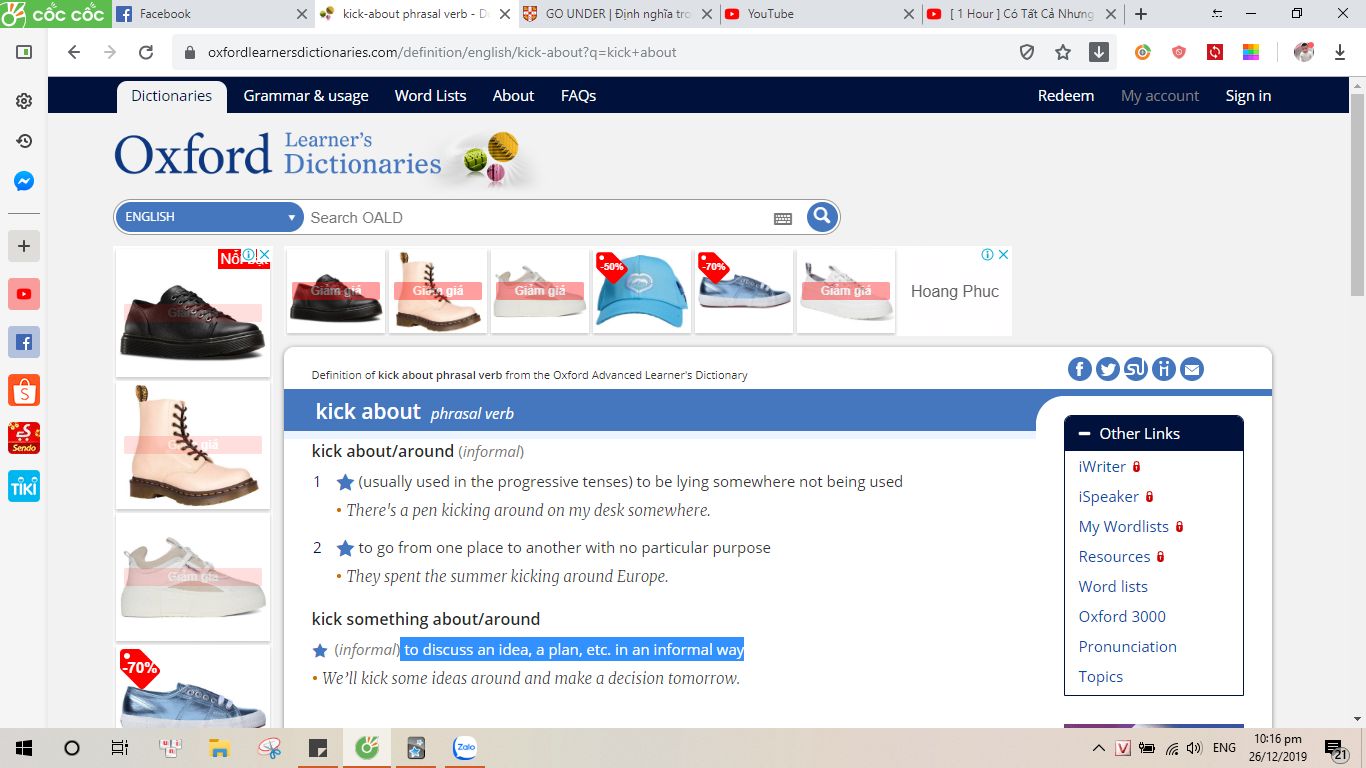 cốc cốc
Facebook
kick-about phrasal verb - D
GO UNDER | Định nghĩa tro
YouTube
[ 1 Hour ] Có Tất Cả Nhưng
oxfordlearnersdictionaries.com/definition/english/kick-about?q=kick+about
Dictionaries Grammar & usage Word Lists About FAQs Redeem My account Sign in
Oxford Learner's Dictionaries
ENGLISH Search OALD
Giảm giá Giảm giá Giảm giá -50% -70% Giảm giá Hoang Phuc
Giảm giá
Giảm giá
-70%
Definition of kick about phrasal verb from the Oxford Advanced Learner's Dictionary
kick about phrasal verb
kick about/around (informal)
1 (usually used in the progressive tenses) to be lying somewhere not being used
• There's a pen kicking around on my desk somewhere.
2 to go from one place to another with no particular purpose
• They spent the summer kicking around Europe.
kick something about/around
(informal) to discuss an idea, a plan, etc. in an informal way
• We'll kick some ideas around and make a decision tomorrow.
Other Links
iWriter
iSpeaker
My Wordlists
Resources
Word lists
Oxford 3000
Pronunciation
Topics
Sendo
TIKI
Zalo
ENG
10:16 pm
26/12/2019
21